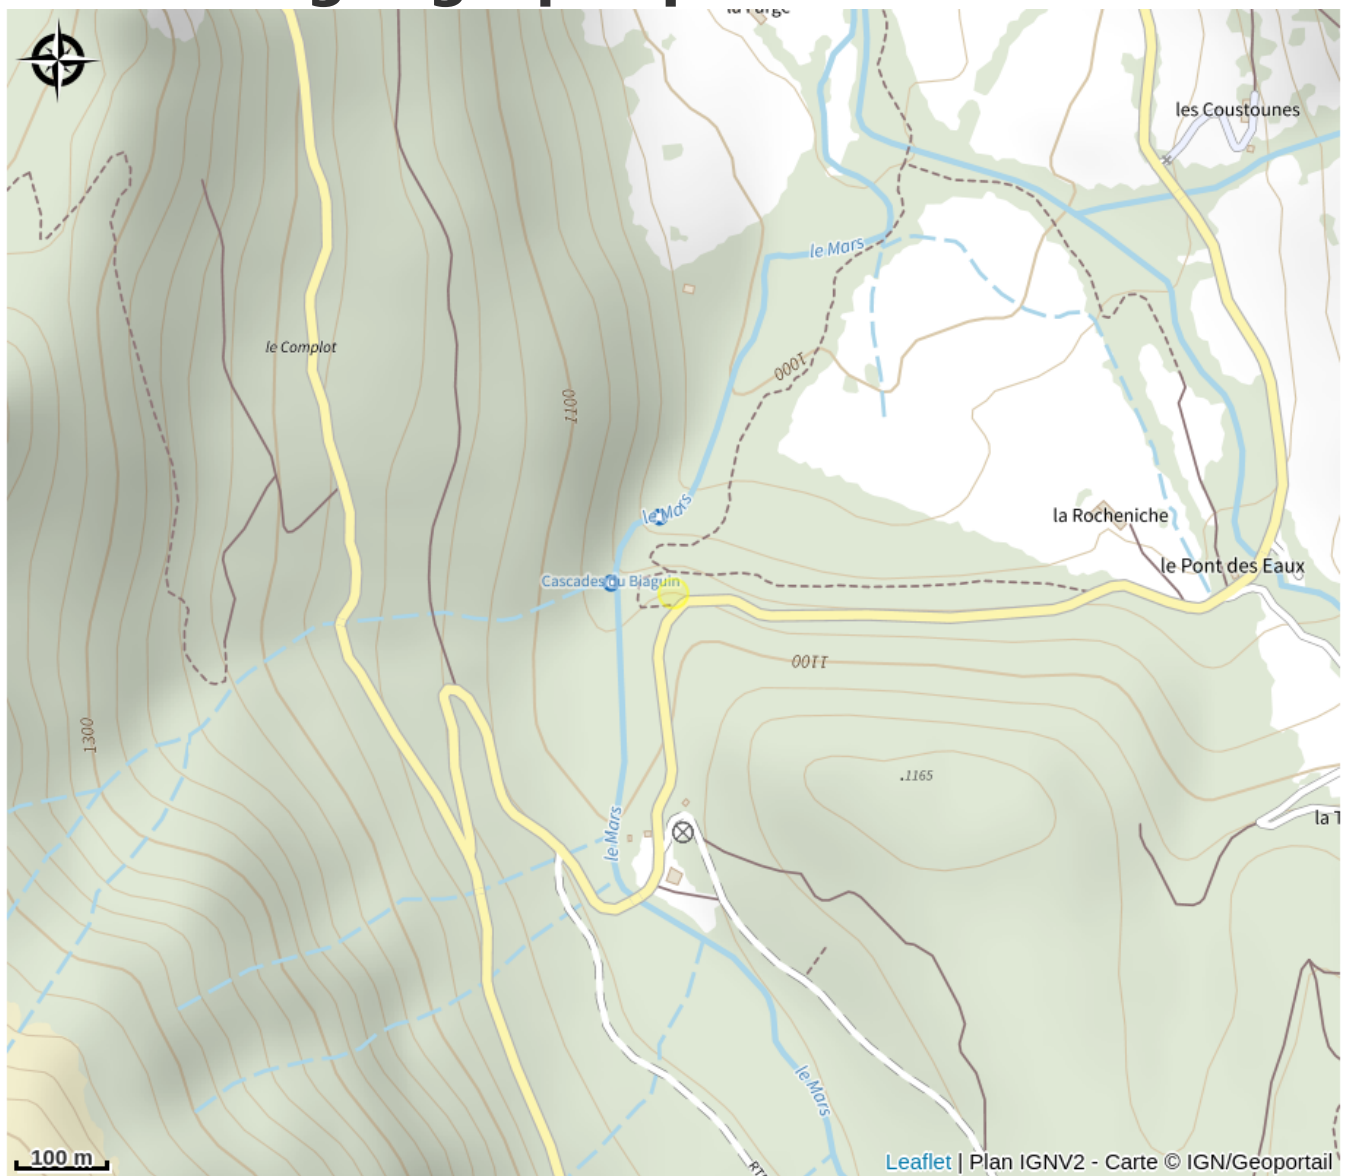 les Coustounes
le Mars
le Complot
1000
1100
le Mars
la Rocheniche
le Pont des Eaux
Cascades du Biaguin
1100
1300
.1165
le Mars
le Mars
100 m
Leaflet | Plan IGNV2 - Carte © IGN/Geoportail